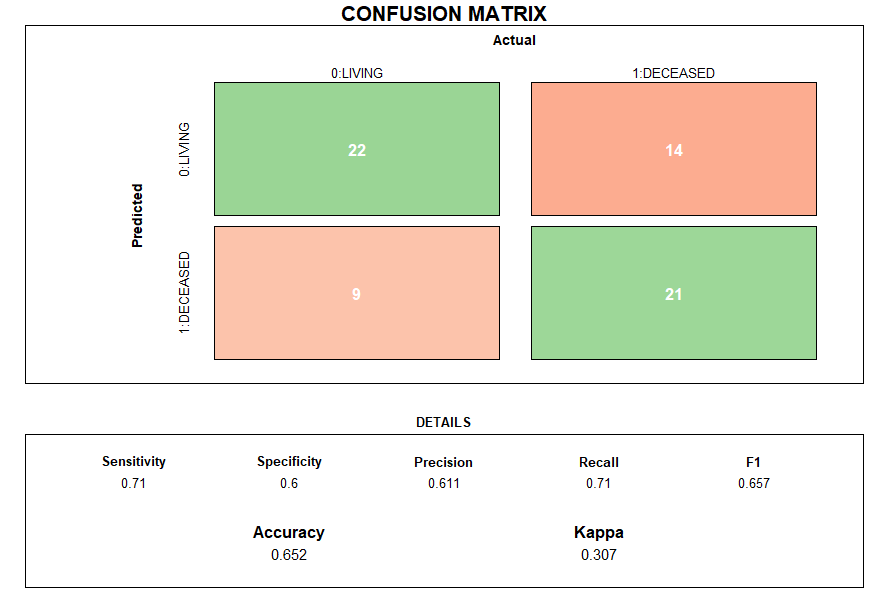 CONFUSION MATRIX
Actual
0:LIVING 1:DECEASED
Predicted
0:LIVING
22 14
1:DECEASED
9 21
DETAILS
Sensitivity Specificity Precision Recall F1
0.71 0.6 0.611 0.71 0.657
Accuracy Kappa
0.652 0.307